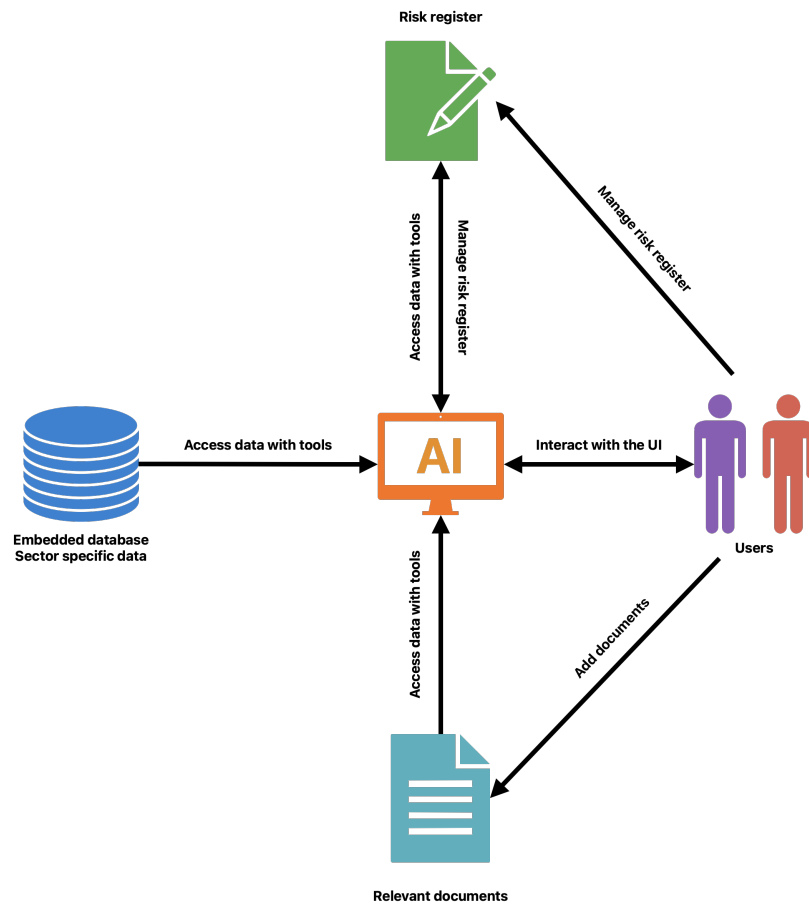 Risk register
Access data with tools
Manage risk register
Manage risk register
Access data with tools
AI
Interact with the UI
Embedded database
Sector specific data
Users
Access data with tools
Add documents
Relevant documents